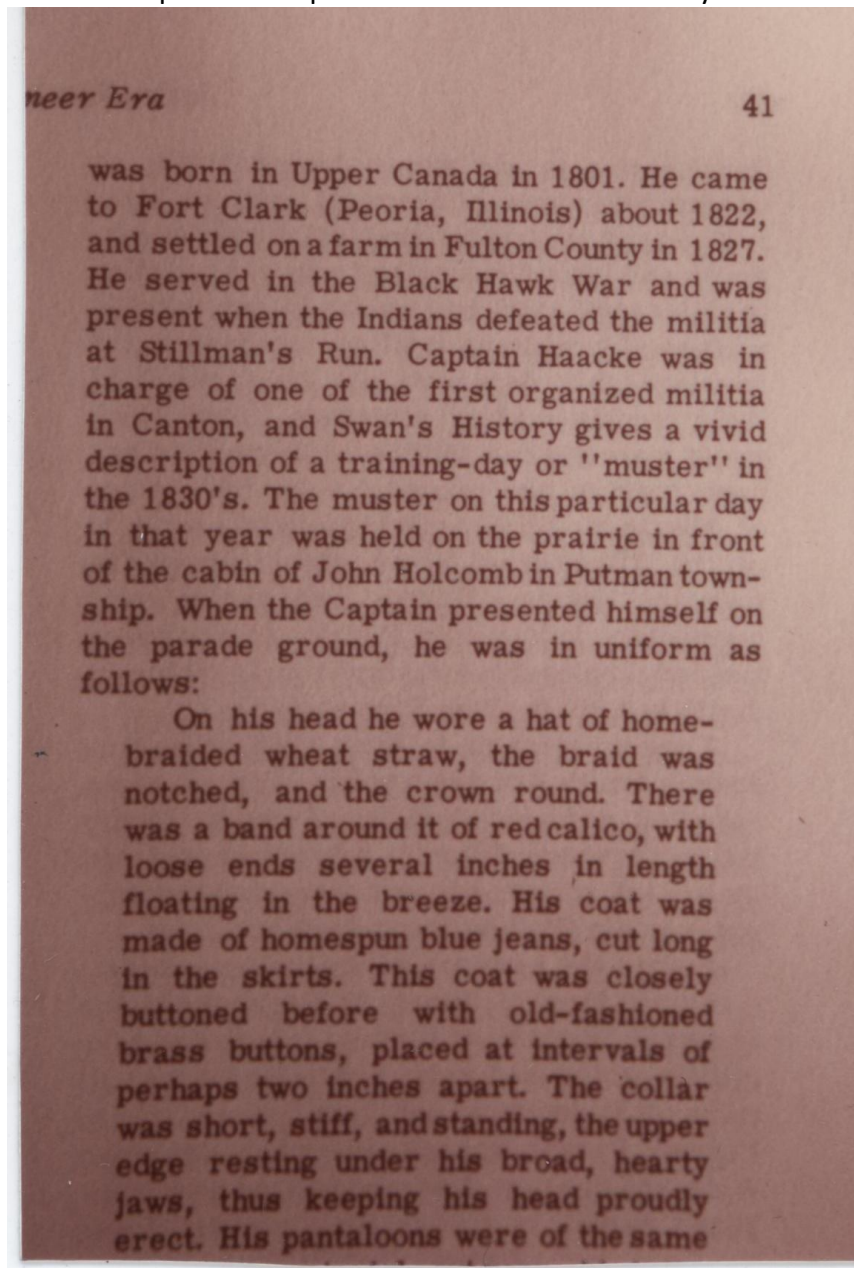 neer Era 41
was born in Upper Canada in 1801. He came
to Fort Clark (Peoria, Illinois) about 1822,
and settled on a farm in Fulton County in 1827.
He served in the Black Hawk War and was
present when the Indians defeated the militia
at Stillman's Run. Captain Haacke was in
charge of one of the first organized militia
in Canton, and Swan's History gives a vivid
description of a training-day or "muster" in
the 1830's. The muster on this particular day
in that year was held on the prairie in front
of the cabin of John Holcomb in Putman town-
ship. When the Captain presented himself on
the parade ground, he was in uniform as
follows:
On his head he wore a hat of home-
braided wheat straw, the braid was
notched, and the crown round. There
was a band around it of red calico, with
loose ends several inches in length
floating in the breeze. His coat was
made of homespun blue jeans, cut long
in the skirts. This coat was closely
buttoned before with old-fashioned
brass buttons, placed at intervals of
perhaps two inches apart. The collar
was short, stiff, and standing, the upper
edge resting under his broad, hearty
jaws, thus keeping his head proudly
erect. His pantaloons were of the same